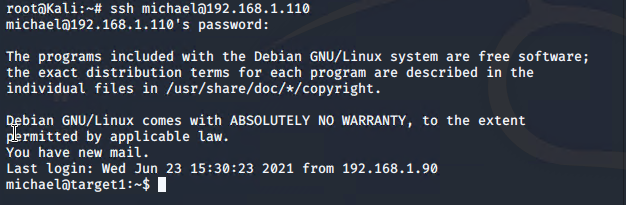 root@Kali:~# ssh michael@192.168.1.110
michael@192.168.1.110's password:
The programs included with the Debian GNU/Linux system are free software;
the exact distribution terms for each program are described in the
individual files in /usr/share/doc/*/copyright.
Debian GNU/Linux comes with ABSOLUTELY NO WARRANTY, to the extent
permitted by applicable law.
You have new mail.
Last login: Wed Jun 23 15:30:23 2021 from 192.168.1.90
michael@target1:~$